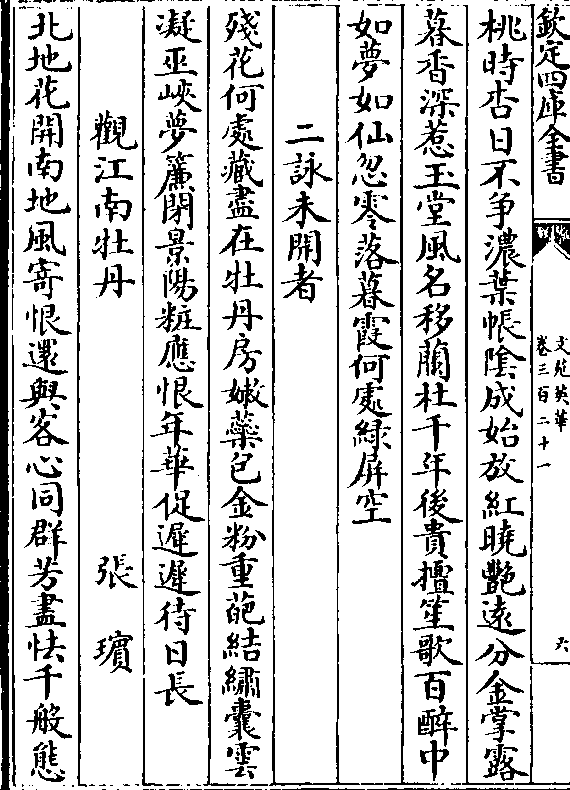 欽定四庫全書
文苑英華
卷三百二十一
六
桃時杏日不争濃葉帳陰成始放紅曉艷遠分金掌露
暮香深惹玉堂風名移蘭杜千年後貴擅笙歌百醉中
如夢如仙忽零落暮霞何處緑屏空
二詠未開者
殘花何處藏盡在牡丹房嫩蘂包金粉重葩結繡囊雲
凝巫峽夢簾閉景陽粧應恨年華促遲遲待日長
觀江南牡丹　張璸
北地花開南地風寄恨還與客心同群芳盡怯千般態